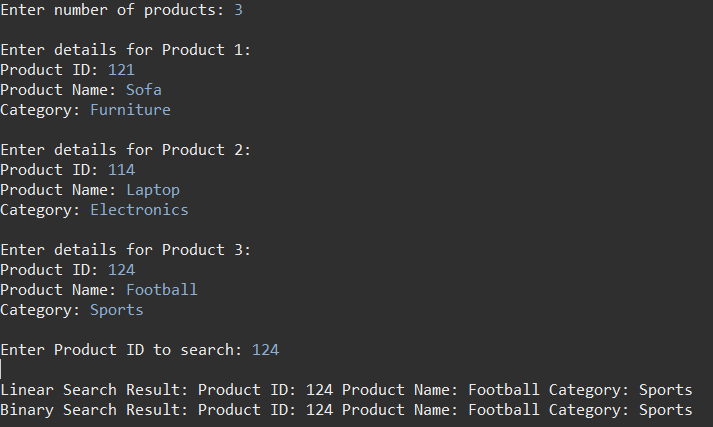 Enter number of products: 3
Enter details for Product 1:
Product ID: 121
Product Name: Sofa
Category: Furniture
Enter details for Product 2:
Product ID: 114
Product Name: Laptop
Category: Electronics
Enter details for Product 3:
Product ID: 124
Product Name: Football
Category: Sports
Enter Product ID to search: 124
Linear Search Result: Product ID: 124 Product Name: Football Category: Sports
Binary Search Result: Product ID: 124 Product Name: Football Category: Sports